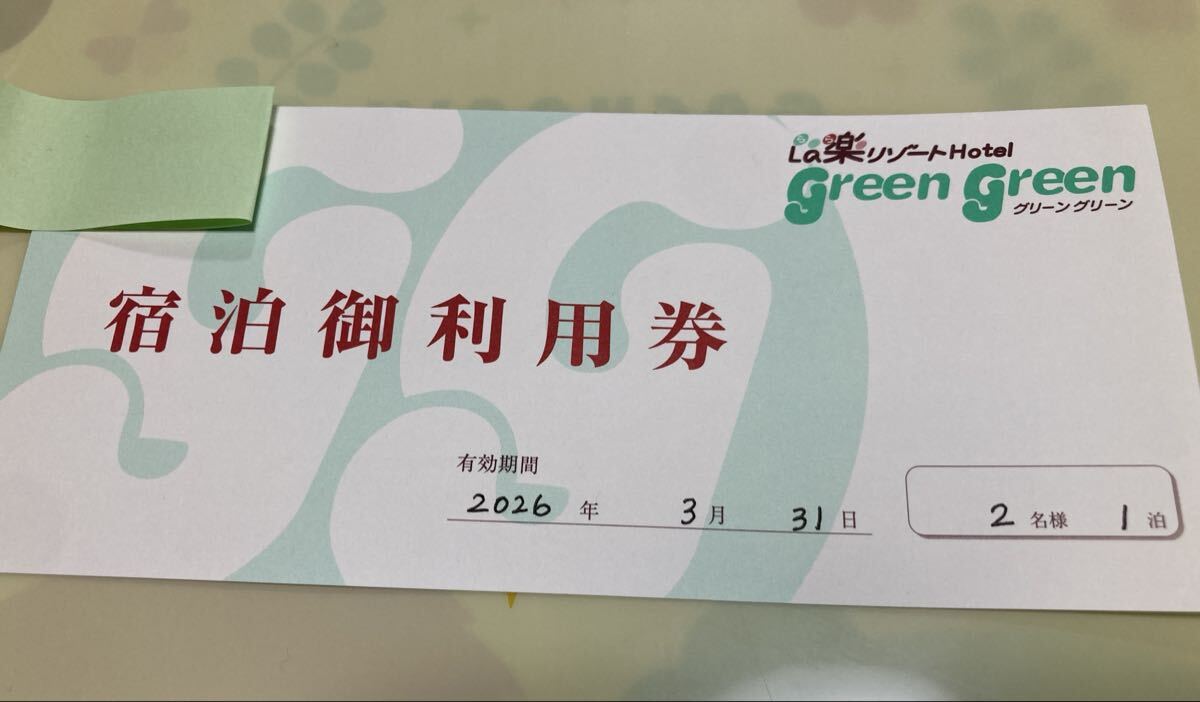 La楽リゾートHotel
green green
グリーン グリーン
宿泊御利用券
有効期間
2026年 3月 31日
2名様 1泊